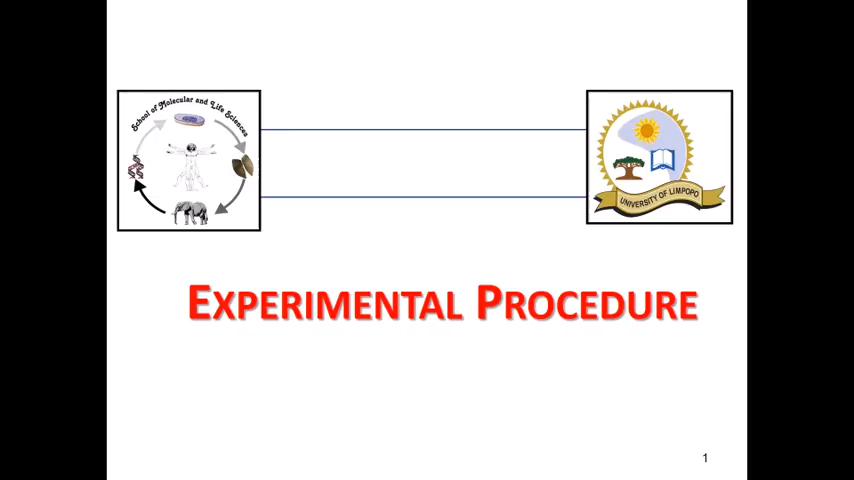 School of Molecular and Life Sciences
UNIVERSITY OF LIMPOPO
EXPERIMENTAL PROCEDURE
1